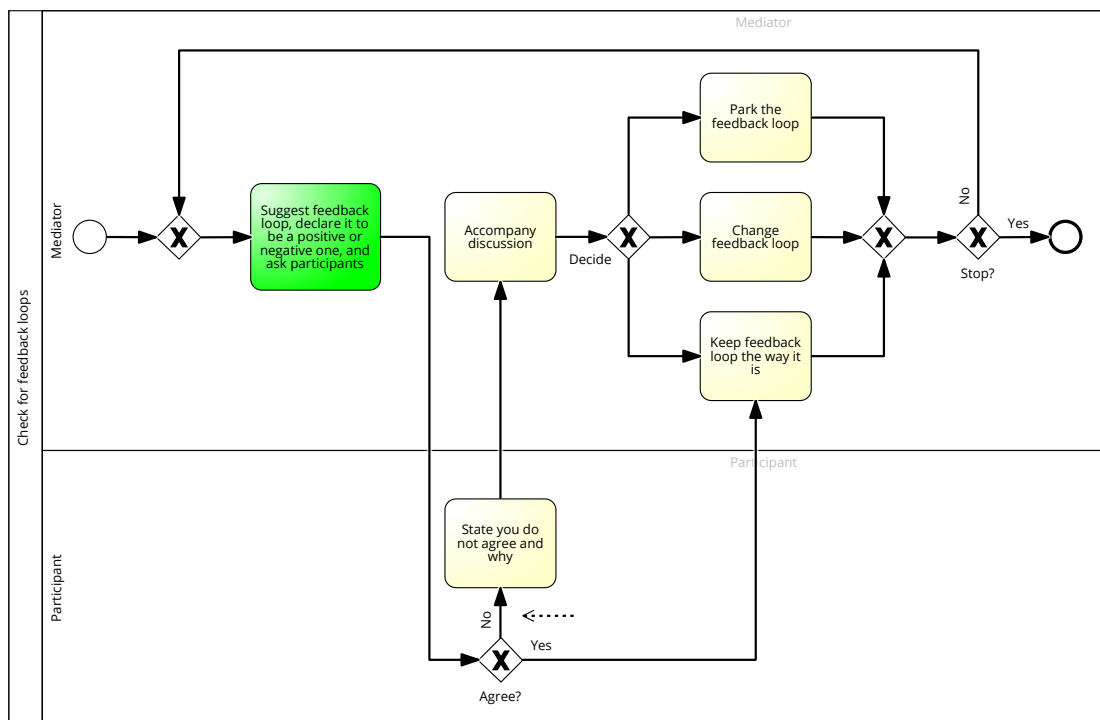 Mediator
Park the
feedback loop
No
Suggest feedback
loop, declare it to
be a positive or
negative one, and
ask participants
Accompany
discussion
Change
feedback loop
Yes
Mediator
Decide
Stop?
Check for feedback loops
Keep feedback
loop the way it
is
Participant
State you do
not agree and
why
Participant
No
Yes
Agree?